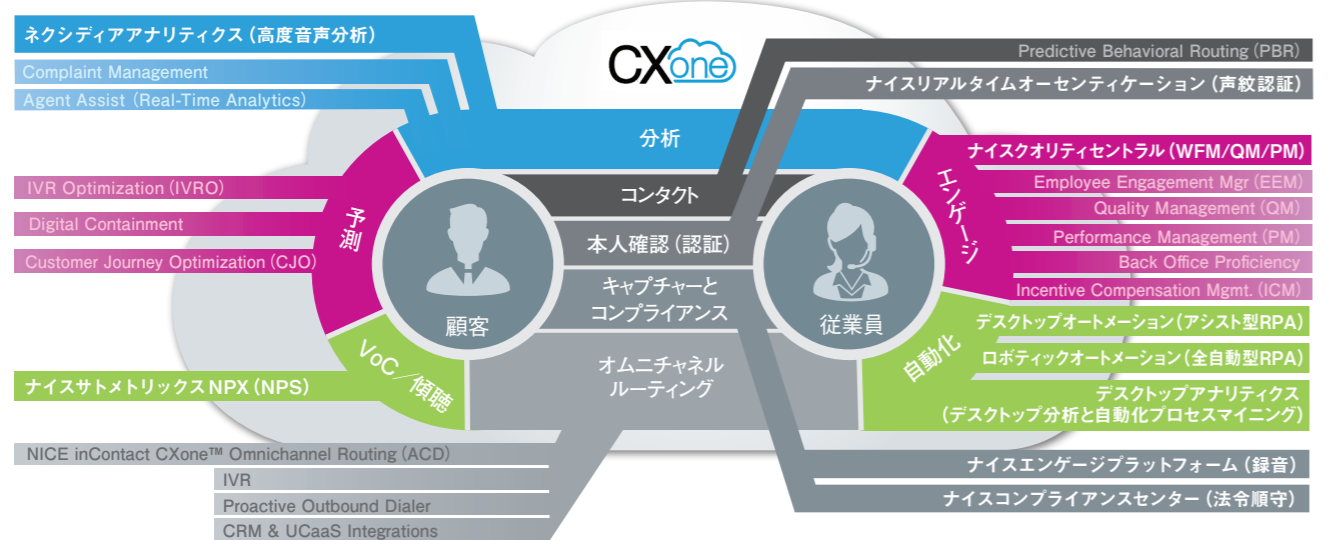 ネクシディアアナリティクス（高度音声分析）
Complaint Management
Agent Assist (Real-Time Analytics)
CXone
Predictive Behavioral Routing (PBR)
ナイスリアルタイムオーセンティケーション（声紋認証）
分析
コンタクト
本人確認（認証）
キャプチャーと
コンプライアンス
オムニチャネル
ルーティング
予測
顧客
VoC／傾聴
従業員
エンゲージ
自動化
IVR Optimization (IVRO)
Digital Containment
Customer Journey Optimization (CJO)
ナイスサトメトリックスNPX（NPS）
ナイスクオリティセントラル（WFM/QM/PM）
Employee Engagement Mgr (EEM)
Quality Management (QM)
Performance Management (PM)
Back Office Proficiency
Incentive Compensation Mgmt. (ICM)
デスクトップオートメーション（アシスト型RPA）
ロボティックオートメーション（全自動型RPA）
デスクトップアナリティクス
（デスクトップ分析と自動化プロセスマイニング）
NICE inContact CXone™ Omnichannel Routing (ACD)
IVR
Proactive Outbound Dialer
CRM & UCaaS Integrations
ナイスエンゲージプラットフォーム（録音）
ナイスコンプライアンスセンター（法令順守）